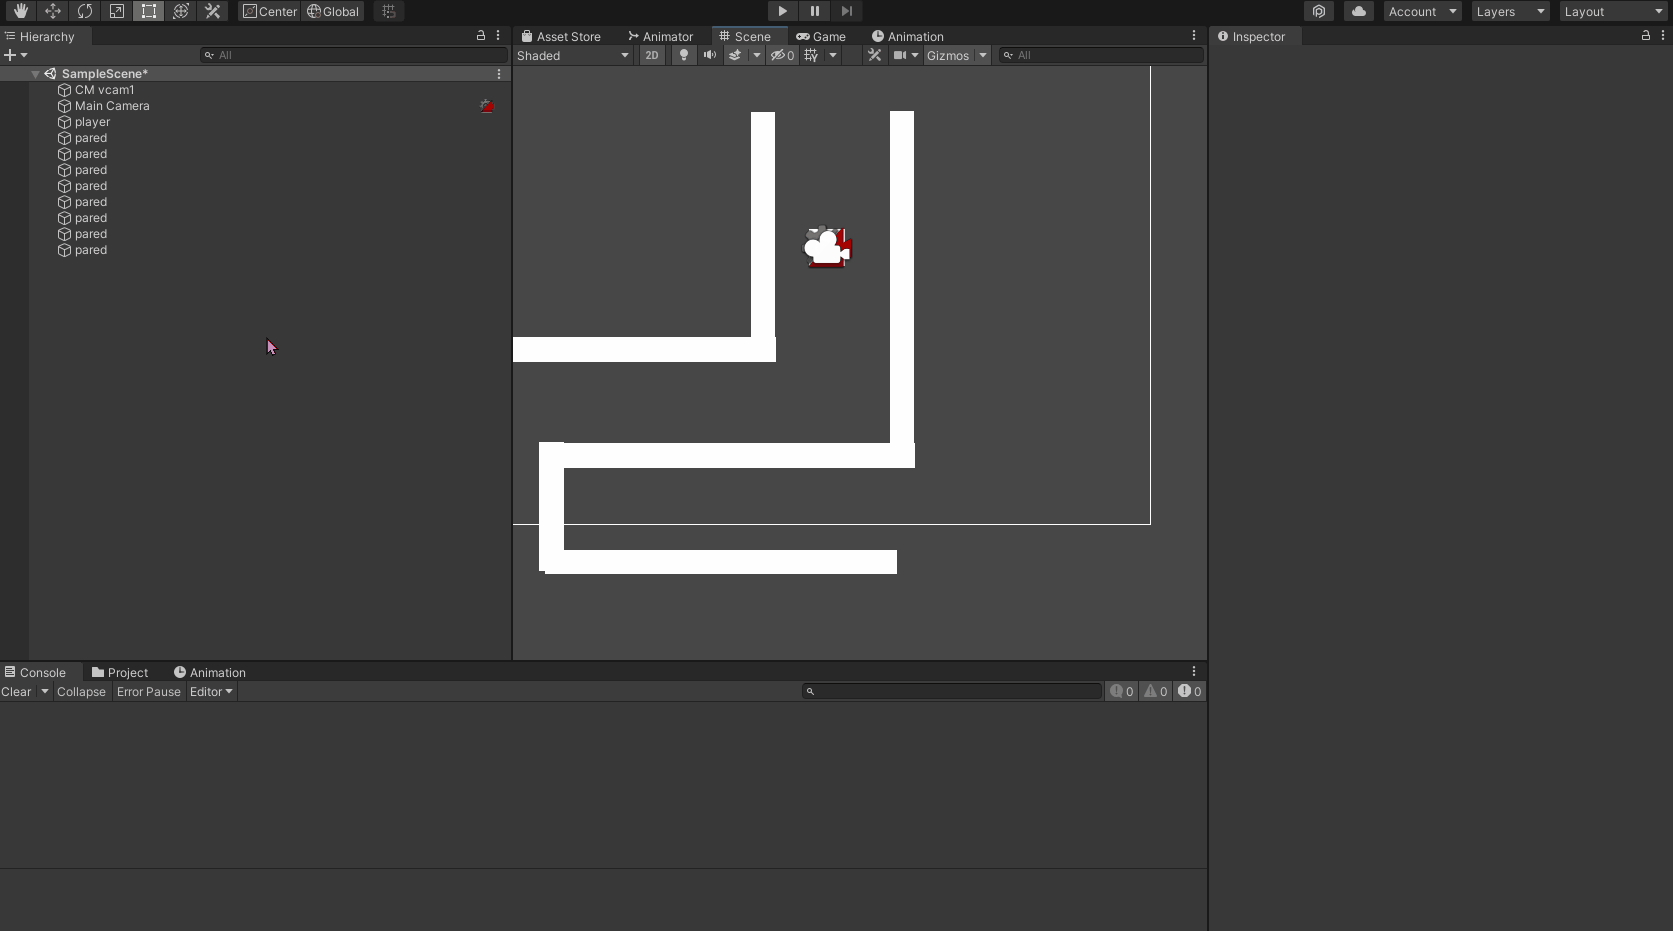 Center Global Account Layers Layout
Hierarchy
All
SampleScene*
CM vcam1
Main Camera
player
pared
pared
pared
pared
pared
pared
pared
pared
Asset Store Animator Scene Game Animation
Shaded 2D 0 Gizmos All
Inspector
Console Project Animation
Clear Collapse Error Pause Editor 0 0 0